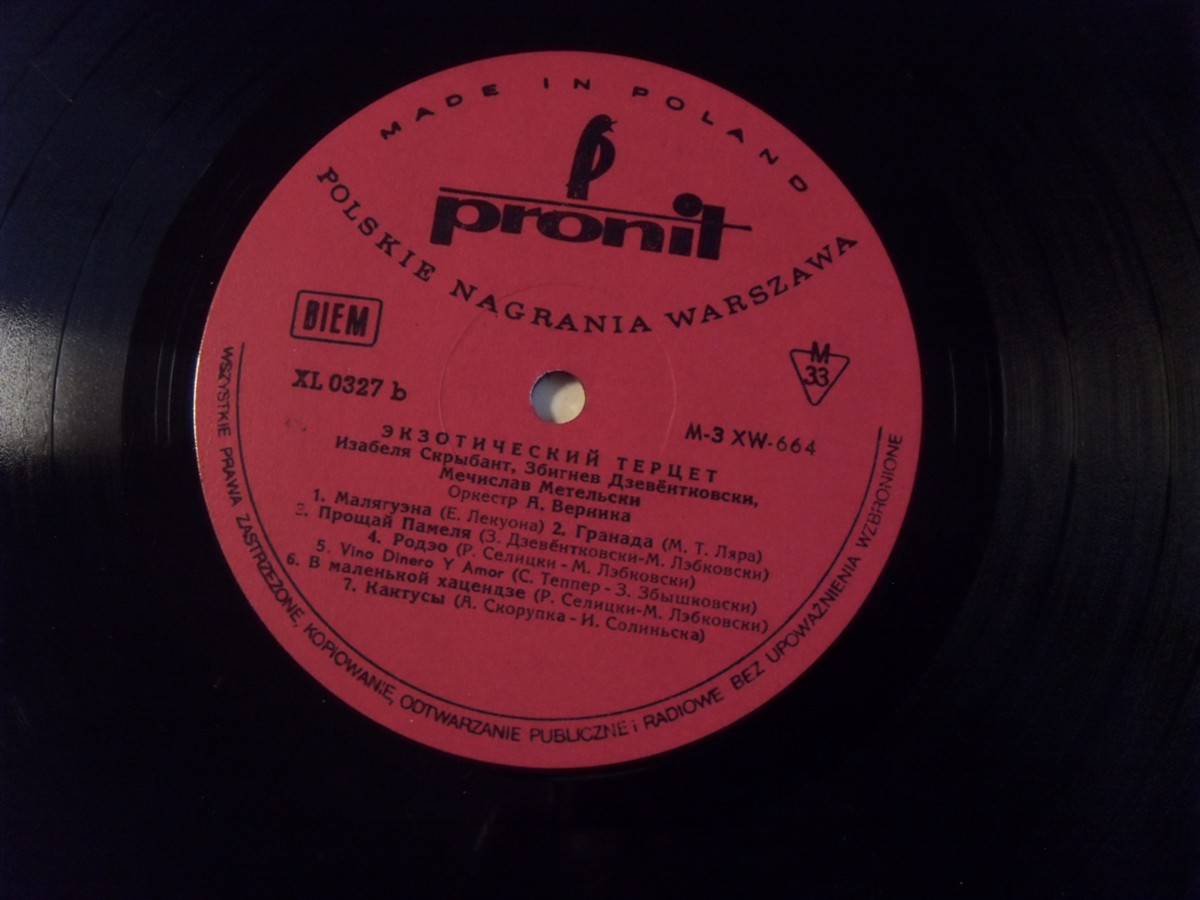 MADE IN POLAND
pronit
POLSKIE NAGRANIA WARSZAWA
BIEM
M
33
XL 0327 b
M-3 XW-664
ЭКЗОТИЧЕСКИЙ ТЕРЦЕТ
Изабеля Скрыбант, Збигнев Дзевёнтковски,
Мечислав Метельски
Оркестр А. Верника
1. Малягуэна (Е. Лекуона) 2. Гранада (М. Т. Ляра)
3. Прощай Памеля (З. Дзевёнтковски-М. Лэбковски)
4. Родэо (Р. Селицки - М. Лэбковски)
5. Vino Dinero Y Amor (С. Теппер - З. Збышковски)
6. В маленькой хацендзе (Р. Селицки-М. Лэбковски)
7. Кактусы (А. Скорупка - И. Солиньска)
WSZYSTKIE PRAWA ZASTRZEŻONE, KOPIOWANIE, ODTWARZANIE PUBLICZNE i RADIOWE BEZ UPOWAŻNIENIA WZBRONIONE